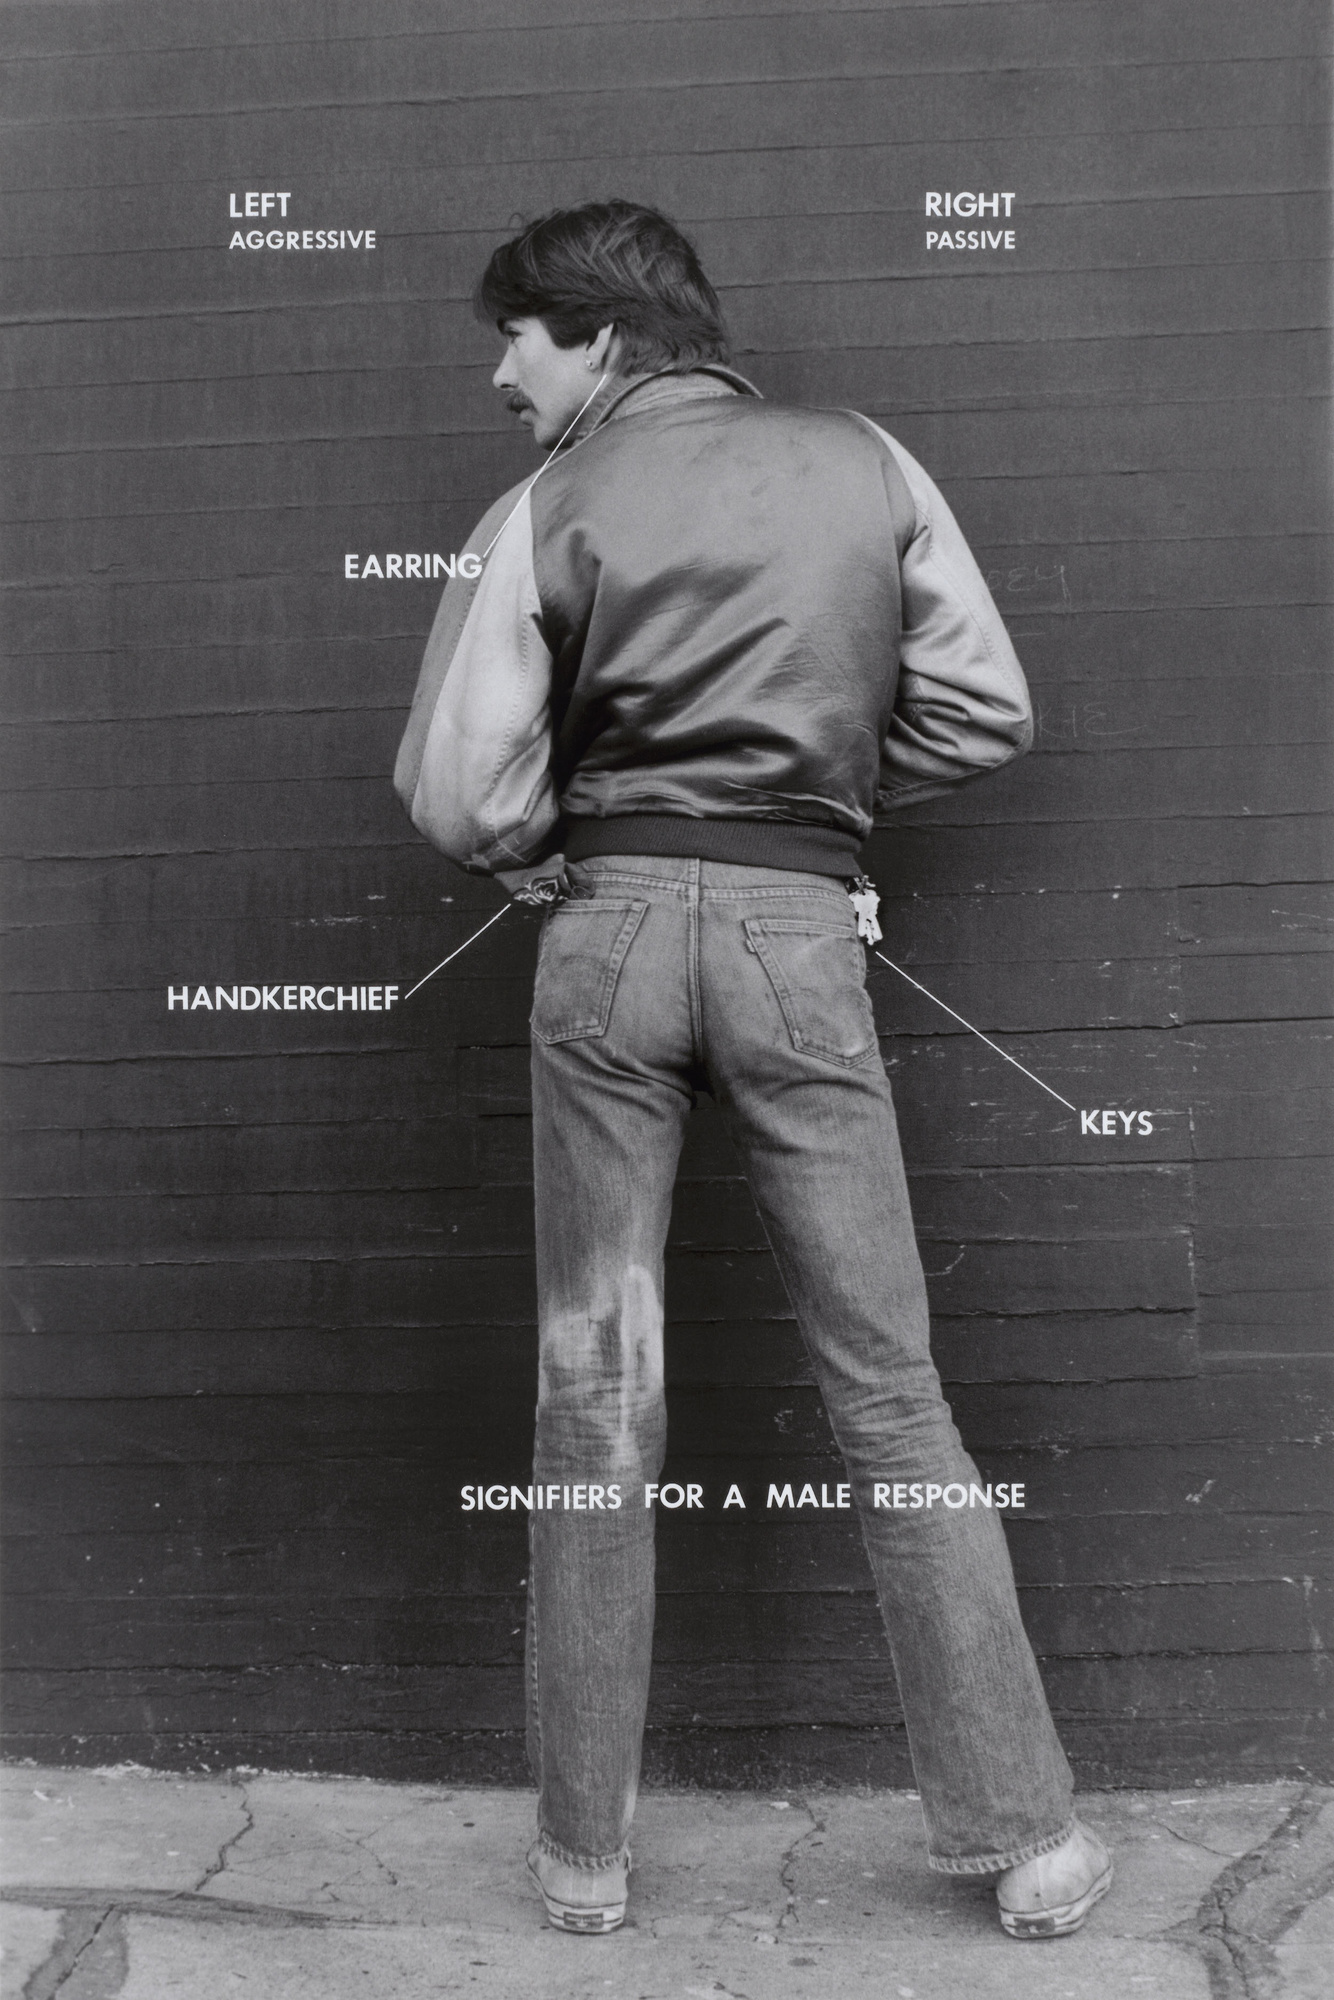 LEFT
AGGRESSIVE
RIGHT
PASSIVE
EARRING
HANDKERCHIEF
KEYS
SIGNIFIERS FOR A MALE RESPONSE